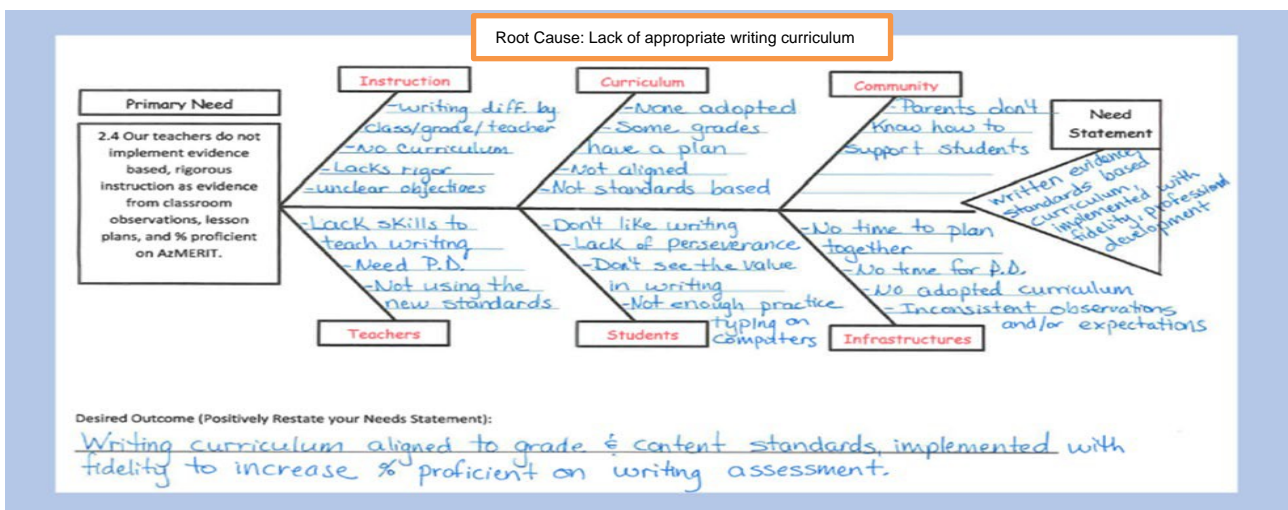 Root Cause: Lack of appropriate writing curriculum
Primary Need
2.4 Our teachers do not
implement evidence
based, rigorous
instruction as evidence
from classroom
observations, lesson
plans, and % proficient
on AzMERIT.
Instruction
-writing diff. by
class/grade/teacher
-No curriculum
-Lacks rigor
-unclear objectives
Curriculum
-None adopted
-Some grades
have a plan
-Not aligned
-Not standards based
Community
-Parents don't
Know how to
support students
Need
Statement
written evidence,
standards based
curriculum,
implemented with
fidelity, professional
development
-Lack skills to
teach writing
-Need P.D.
-Not using the
new standards
Teachers
-Don't like writing
-Lack of perseverance
-Don't see the value
in writing
-Not enough practice
typing on
computers
Students
-No time to plan
together
-No time for P.D.
-No adopted curriculum
-Inconsistent observations
and/or expectations
Infrastructures
Desired Outcome (Positively Restate your Needs Statement):
Writing curriculum aligned to grade & content standards, implemented with
fidelity to increase % proficient on writing assessment.